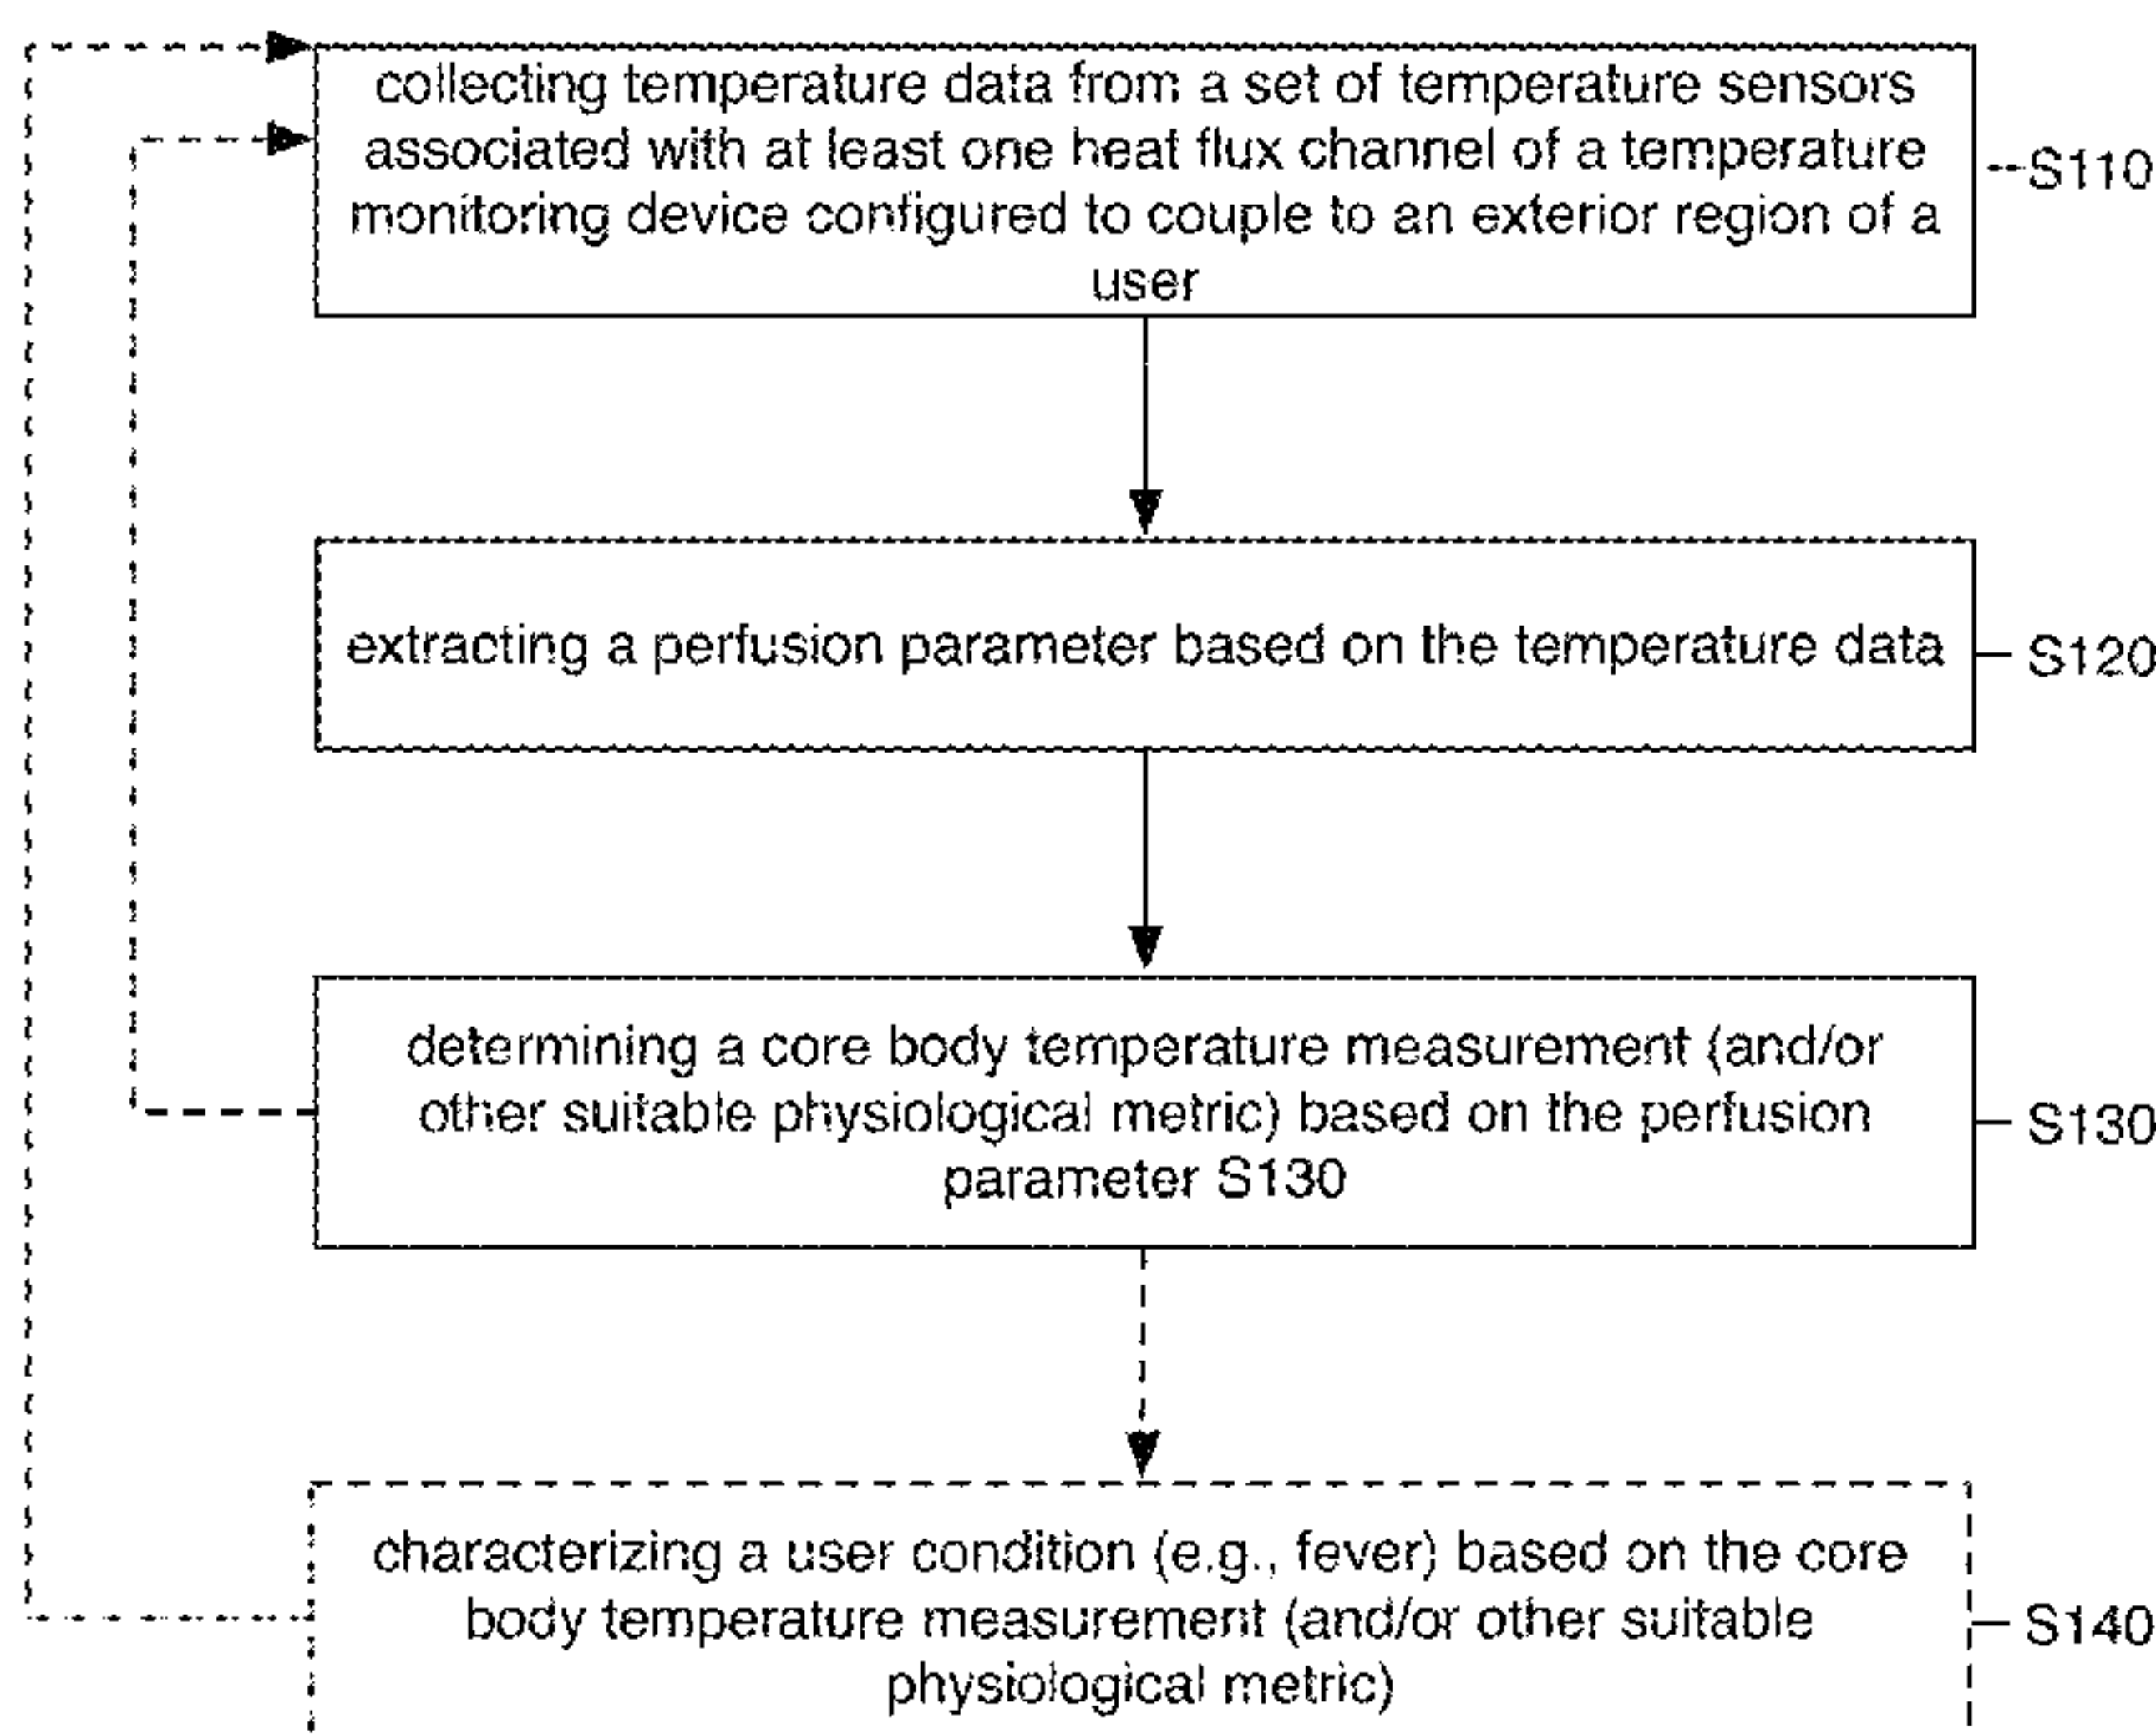 collecting temperature data from a set of temperature sensors
associated with at least one heat flux channel of a temperature
monitoring device configured to couple to an exterior region of a
user
S110
extracting a perfusion parameter based on the temperature data
S120
determining a core body temperature measurement (and/or
other suitable physiological metric) based on the perfusion
parameter S130
S130
characterizing a user condition (e.g., fever) based on the core
body temperature measurement (and/or other suitable
physiological metric)
S140